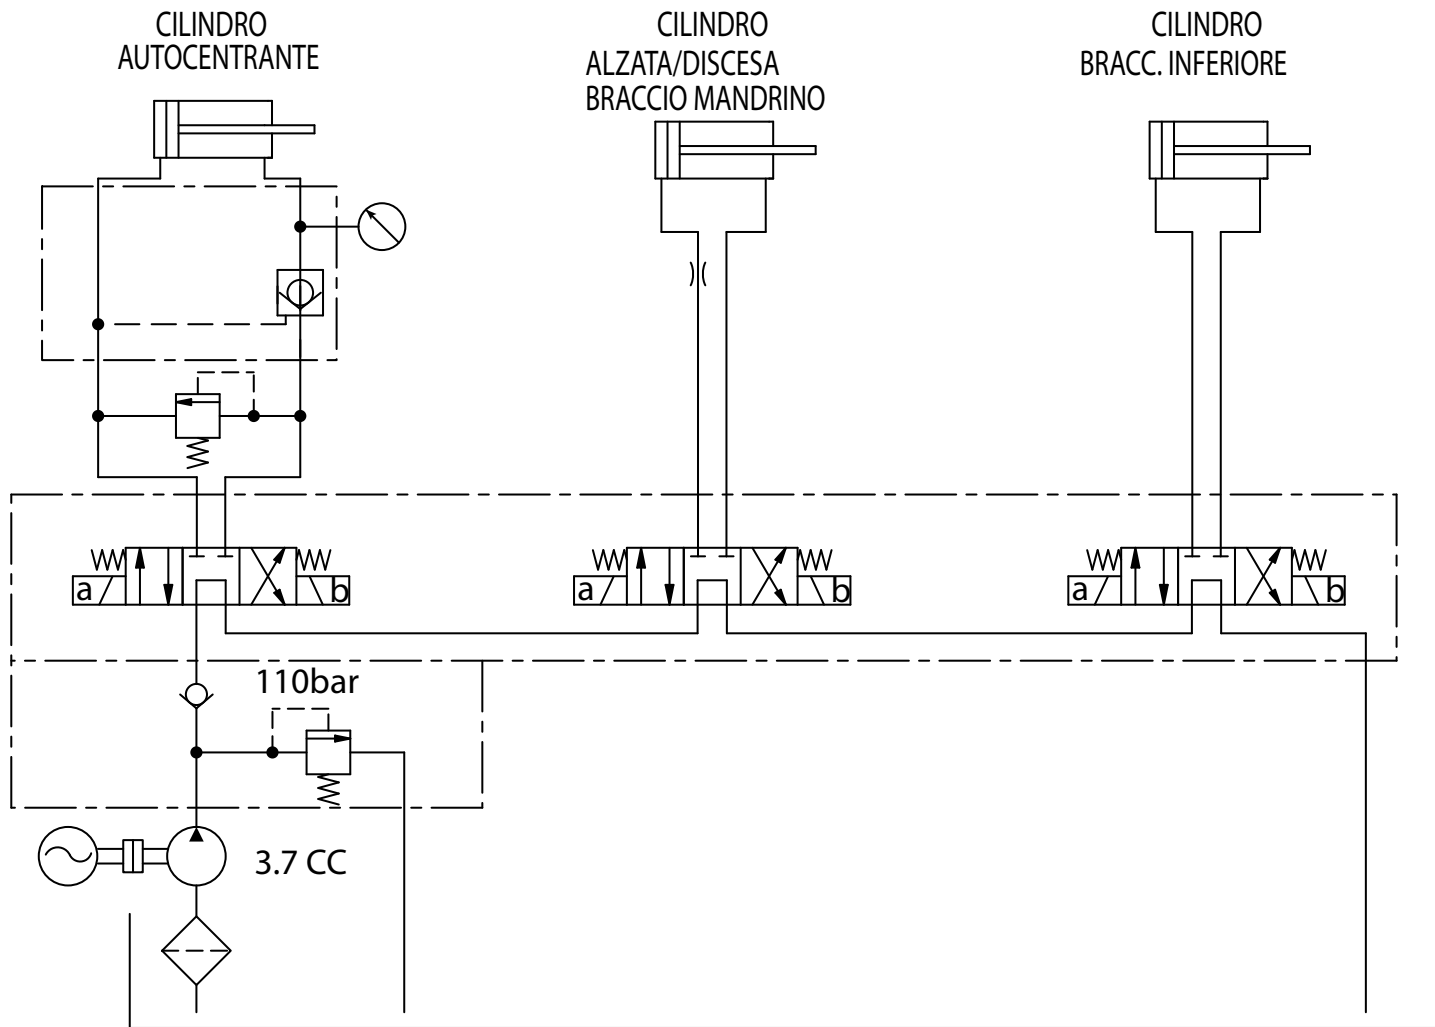 CILINDRO
AUTOCENTRANTE
CILINDRO
ALZATA/DISCESA
BRACCIO MANDRINO
CILINDRO
BRACC. INFERIORE
a
b
a
b
a
b
110bar
3.7 CC